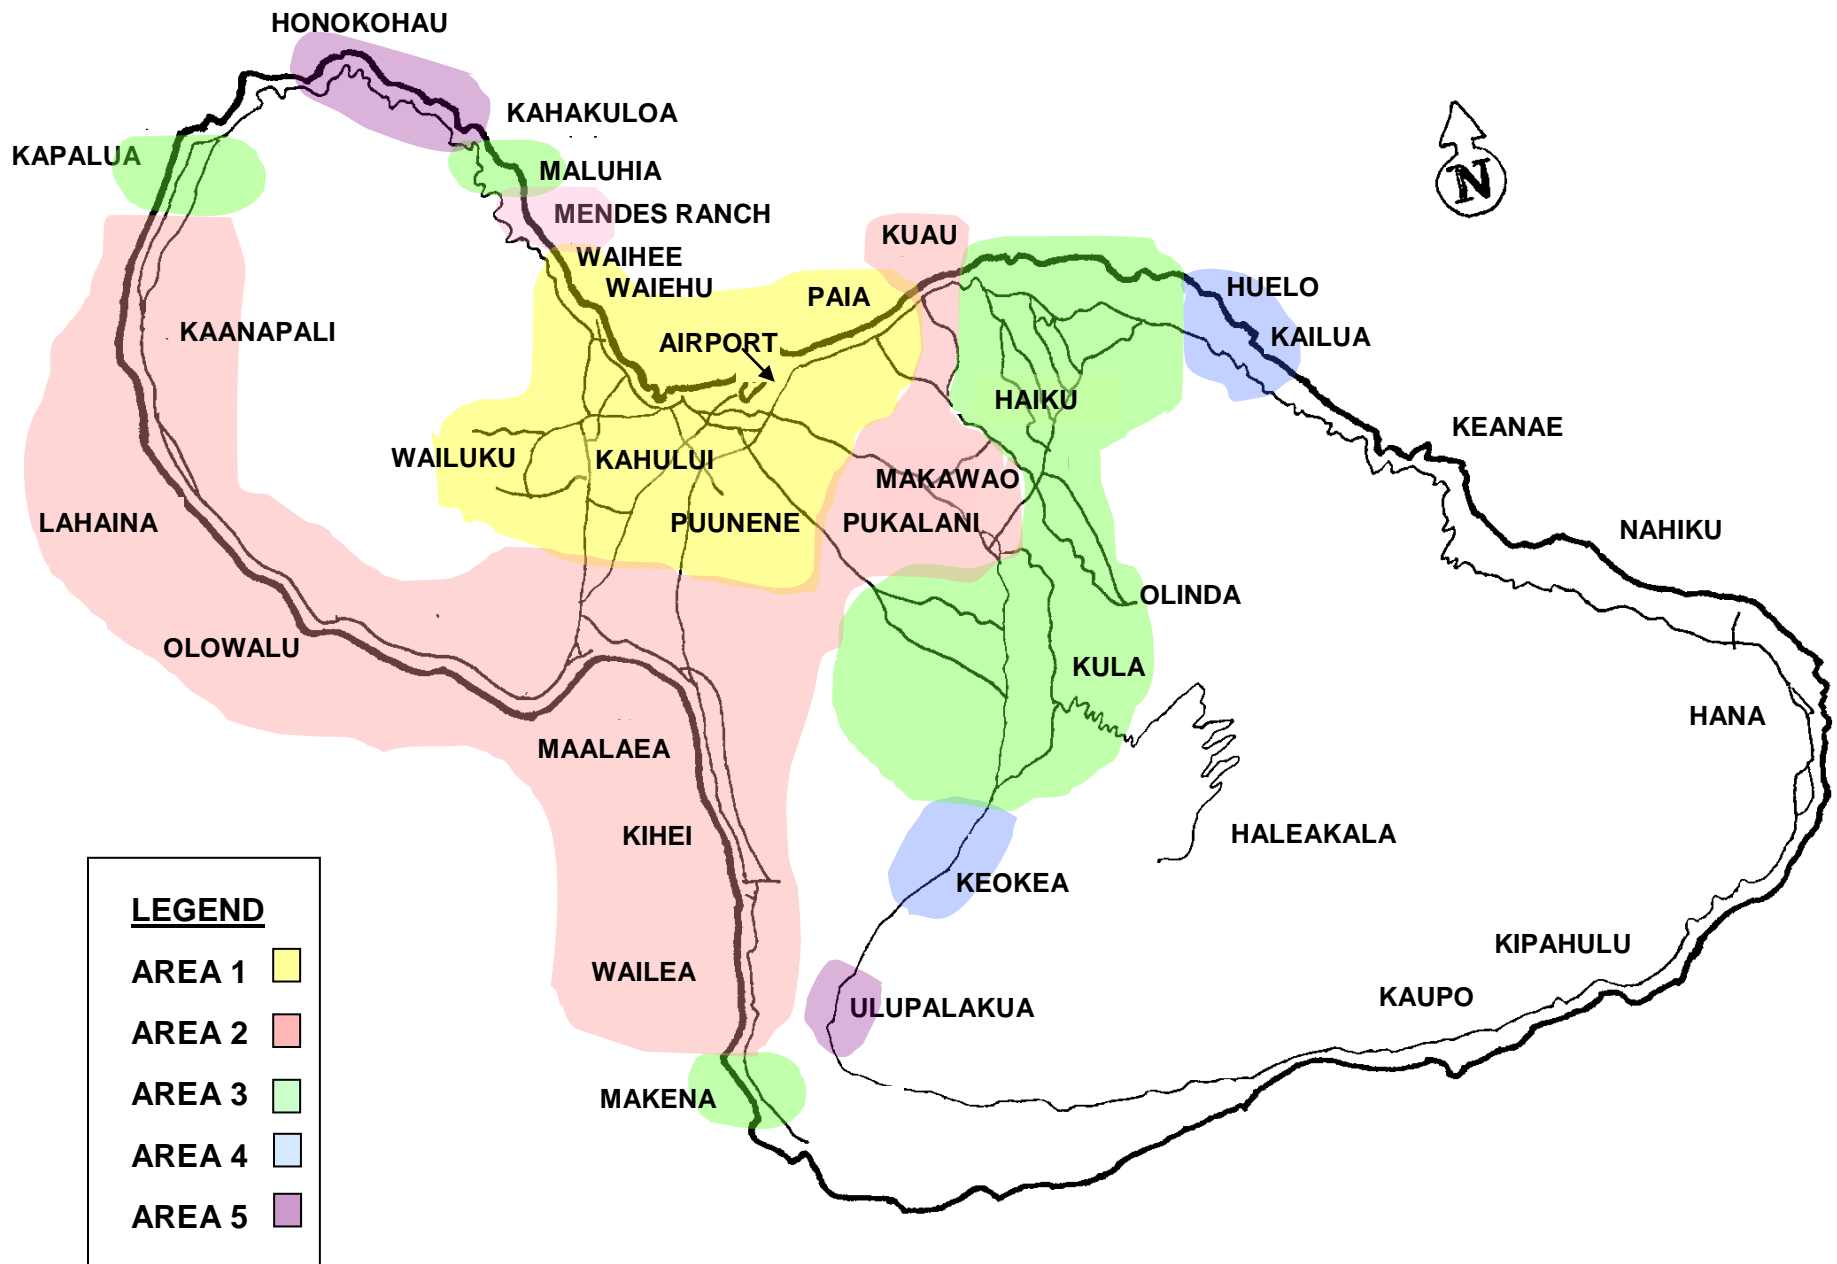 HONOKOHAU
KAHAKULOA
KAPALUA
MALUHIA
MENDES RANCH
KUAU
WAIHEE
WAIEHU
PAIA
HUELO
KAANAPALI
AIRPORT
KAILUA
HAIKU
KEANAE
WAILUKU
KAHULUI
MAKAWAO
LAHAINA
PUUNENE
PUKALANI
NAHIKU
OLINDA
OLOWALU
KULA
HANA
MAALAEA
KIHEI
HALEAKALA
KEOKEA
KIPAHULU
WAILEA
KAUPO
ULUPALAKUA
MAKENA
N
LEGEND
AREA 1
AREA 2
AREA 3
AREA 4
AREA 5